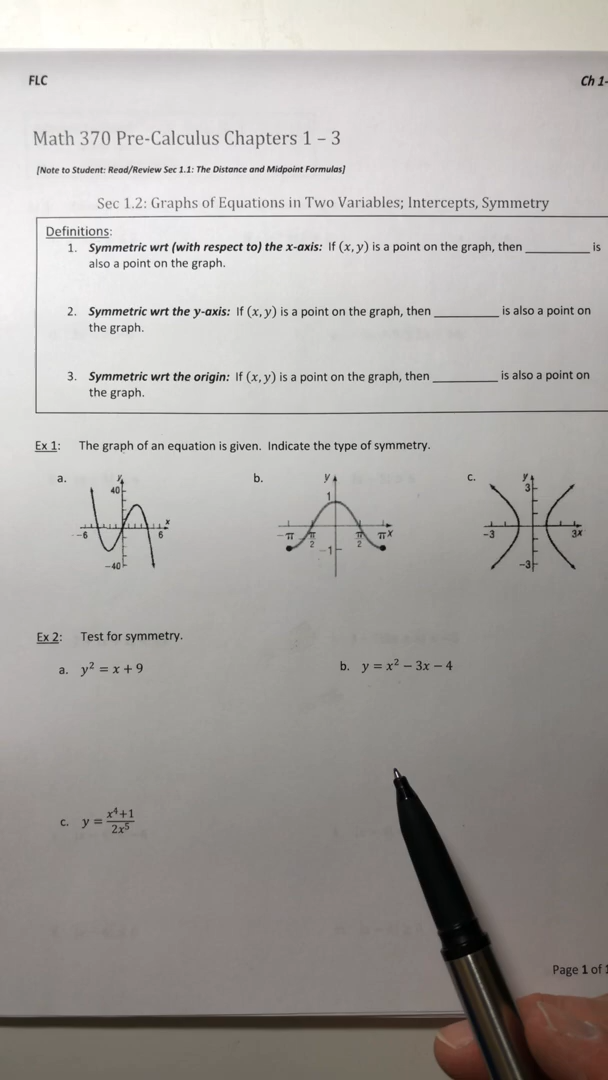 FLC
Ch 1-
Math 370 Pre-Calculus Chapters 1 – 3
[Note to Student: Read/Review Sec 1.1: The Distance and Midpoint Formulas]
Sec 1.2: Graphs of Equations in Two Variables; Intercepts, Symmetry
Definitions:
1. Symmetric wrt (with respect to) the x-axis: If (x, y) is a point on the graph, then __________ is
also a point on the graph.
2. Symmetric wrt the y-axis: If (x, y) is a point on the graph, then __________ is also a point on
the graph.
3. Symmetric wrt the origin: If (x, y) is a point on the graph, then __________ is also a point on
the graph.
Ex 1: The graph of an equation is given. Indicate the type of symmetry.
a. y 40 x –6 6 –40
b. y 1 –π π/2 π/2 π x –1
c. y 3 –3 3x –3
Ex 2: Test for symmetry.
a. y² = x + 9
b. y = x² – 3x – 4
c. y = (x⁴+1)/(2x⁵)
Page 1 of 1